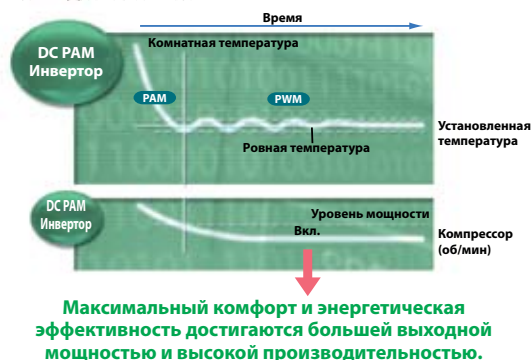 Время
DC PAM
Инвертор
Комнатная температура
PAM
PWM
Ровная температура
Установленная
температура
DC PAM
Инвертор
Уровень мощности
Вкл.
Компрессор
(об/мин)
Максимальный комфорт и энергетическая
эффективность достигаются большей выходной
мощностью и высокой производительностью.